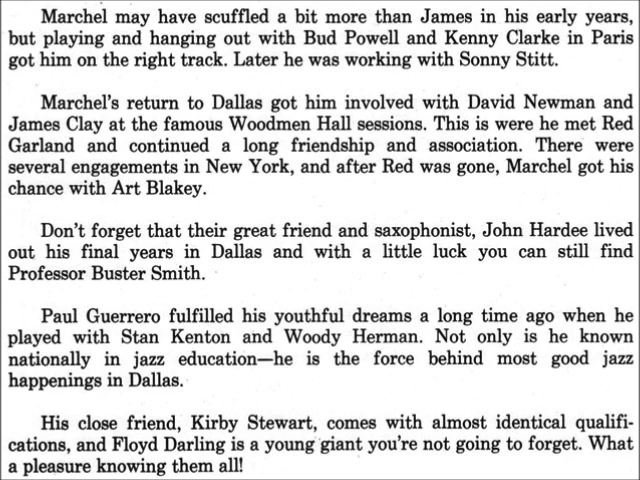 Marchel may have scuffled a bit more than James in his early years,
but playing and hanging out with Bud Powell and Kenny Clarke in Paris
got him on the right track. Later he was working with Sonny Stitt.
Marchel's return to Dallas got him involved with David Newman and
James Clay at the famous Woodmen Hall sessions. This is were he met Red
Garland and continued a long friendship and association. There were
several engagements in New York, and after Red was gone, Marchel got his
chance with Art Blakey.
Don't forget that their great friend and saxophonist, John Hardee lived
out his final years in Dallas and with a little luck you can still find
Professor Buster Smith.
Paul Guerrero fulfilled his youthful dreams a long time ago when he
played with Stan Kenton and Woody Herman. Not only is he known
nationally in jazz education—he is the force behind most good jazz
happenings in Dallas.
His close friend, Kirby Stewart, comes with almost identical qualifi-
cations, and Floyd Darling is a young giant you're not going to forget. What
a pleasure knowing them all!